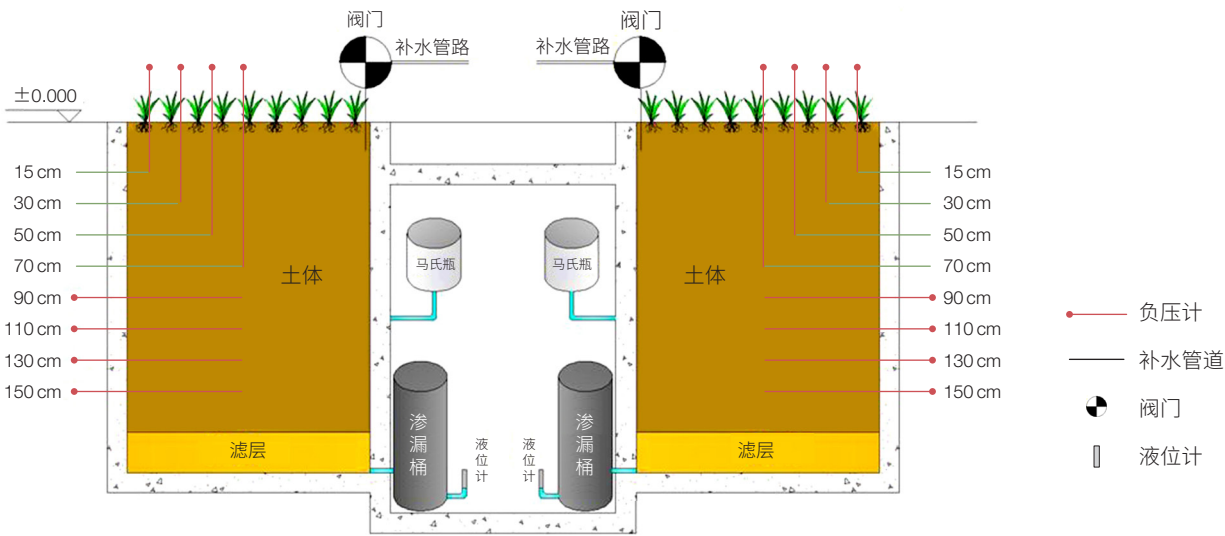 阀门
阀门
补水管路
补水管路
±0.000
15 cm
30 cm
50 cm
70 cm
90 cm
110 cm
130 cm
150 cm
土体
滤层
马氏瓶
马氏瓶
渗漏桶
液位计
液位计
渗漏桶
土体
滤层
15 cm
30 cm
50 cm
70 cm
90 cm
110 cm
130 cm
150 cm
负压计
补水管道
阀门
液位计